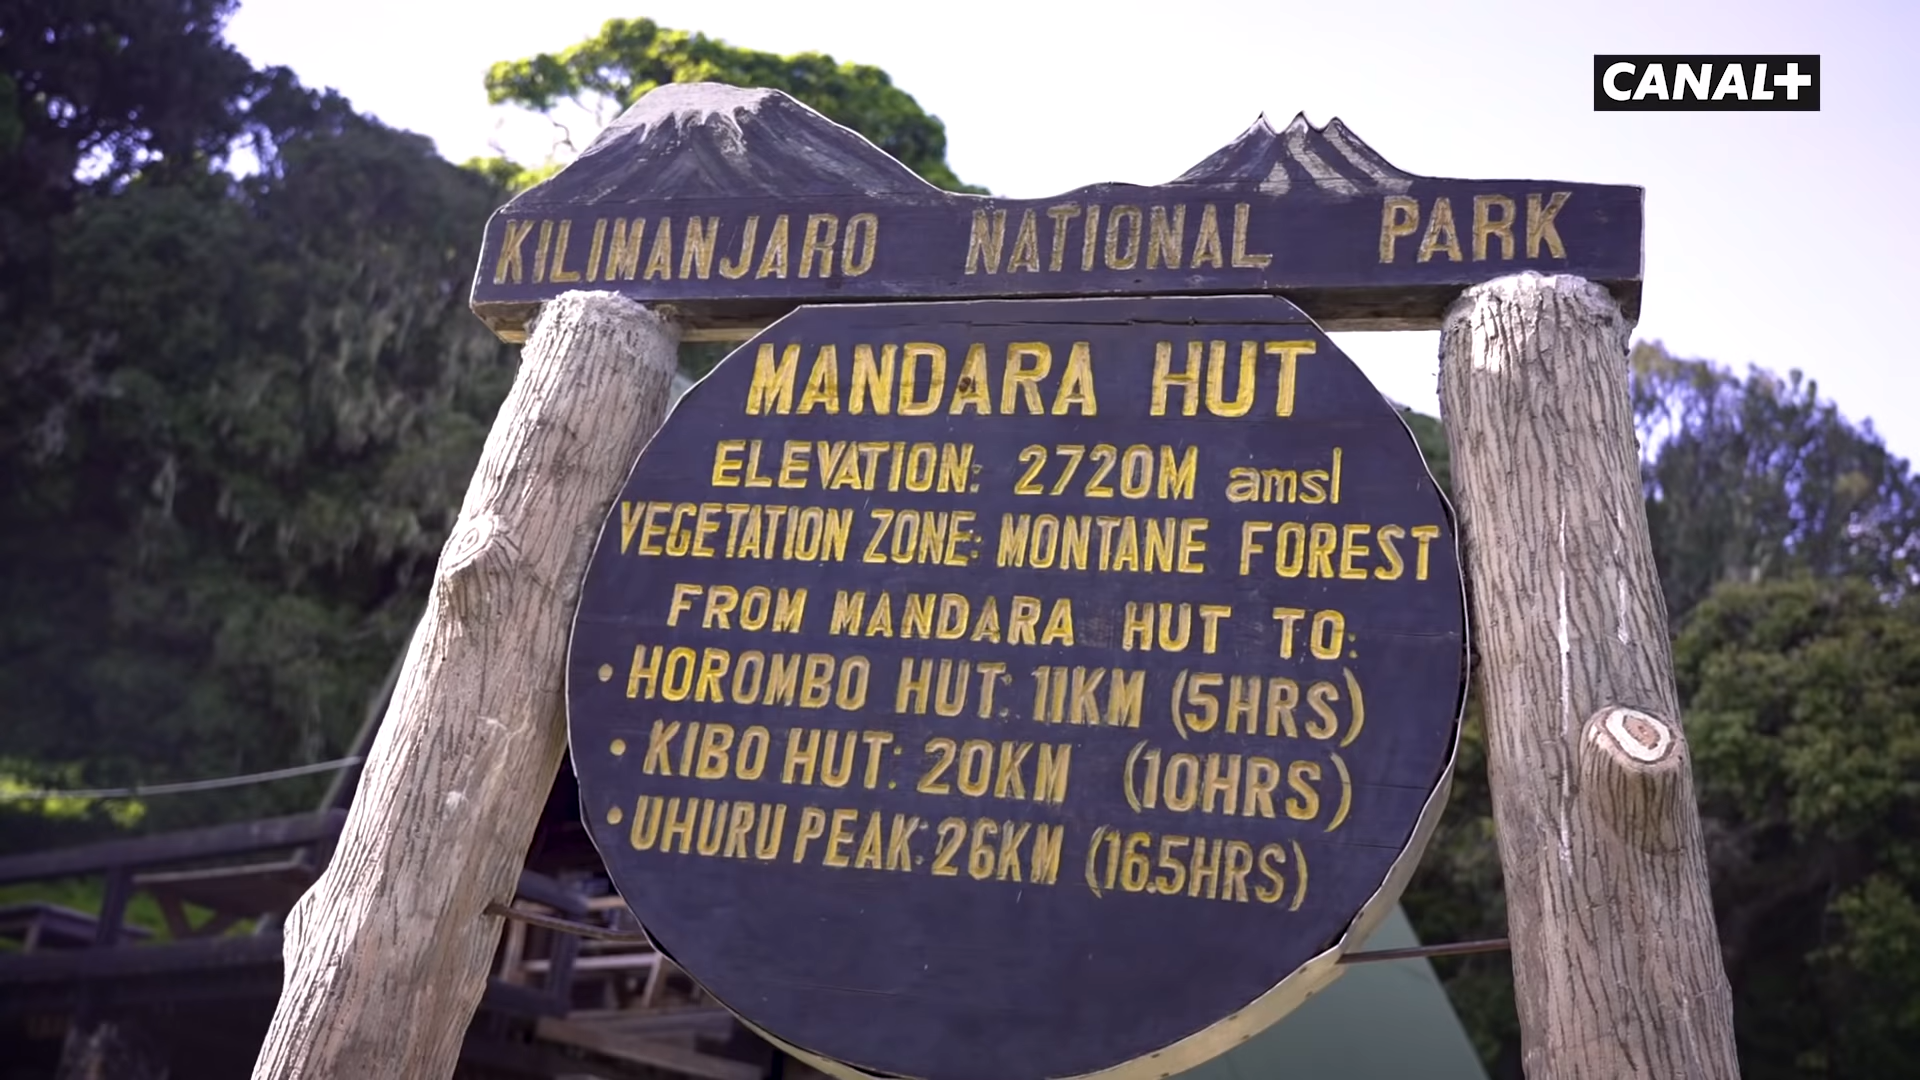 CANAL+
KILIMANJARO NATIONAL PARK
MANDARA HUT
ELEVATION: 2720M amsl
VEGETATION ZONE: MONTANE FOREST
FROM MANDARA HUT TO:
• HOROMBO HUT: 11KM (5HRS)
• KIBO HUT: 20KM (10HRS)
• UHURU PEAK: 26KM (16.5HRS)